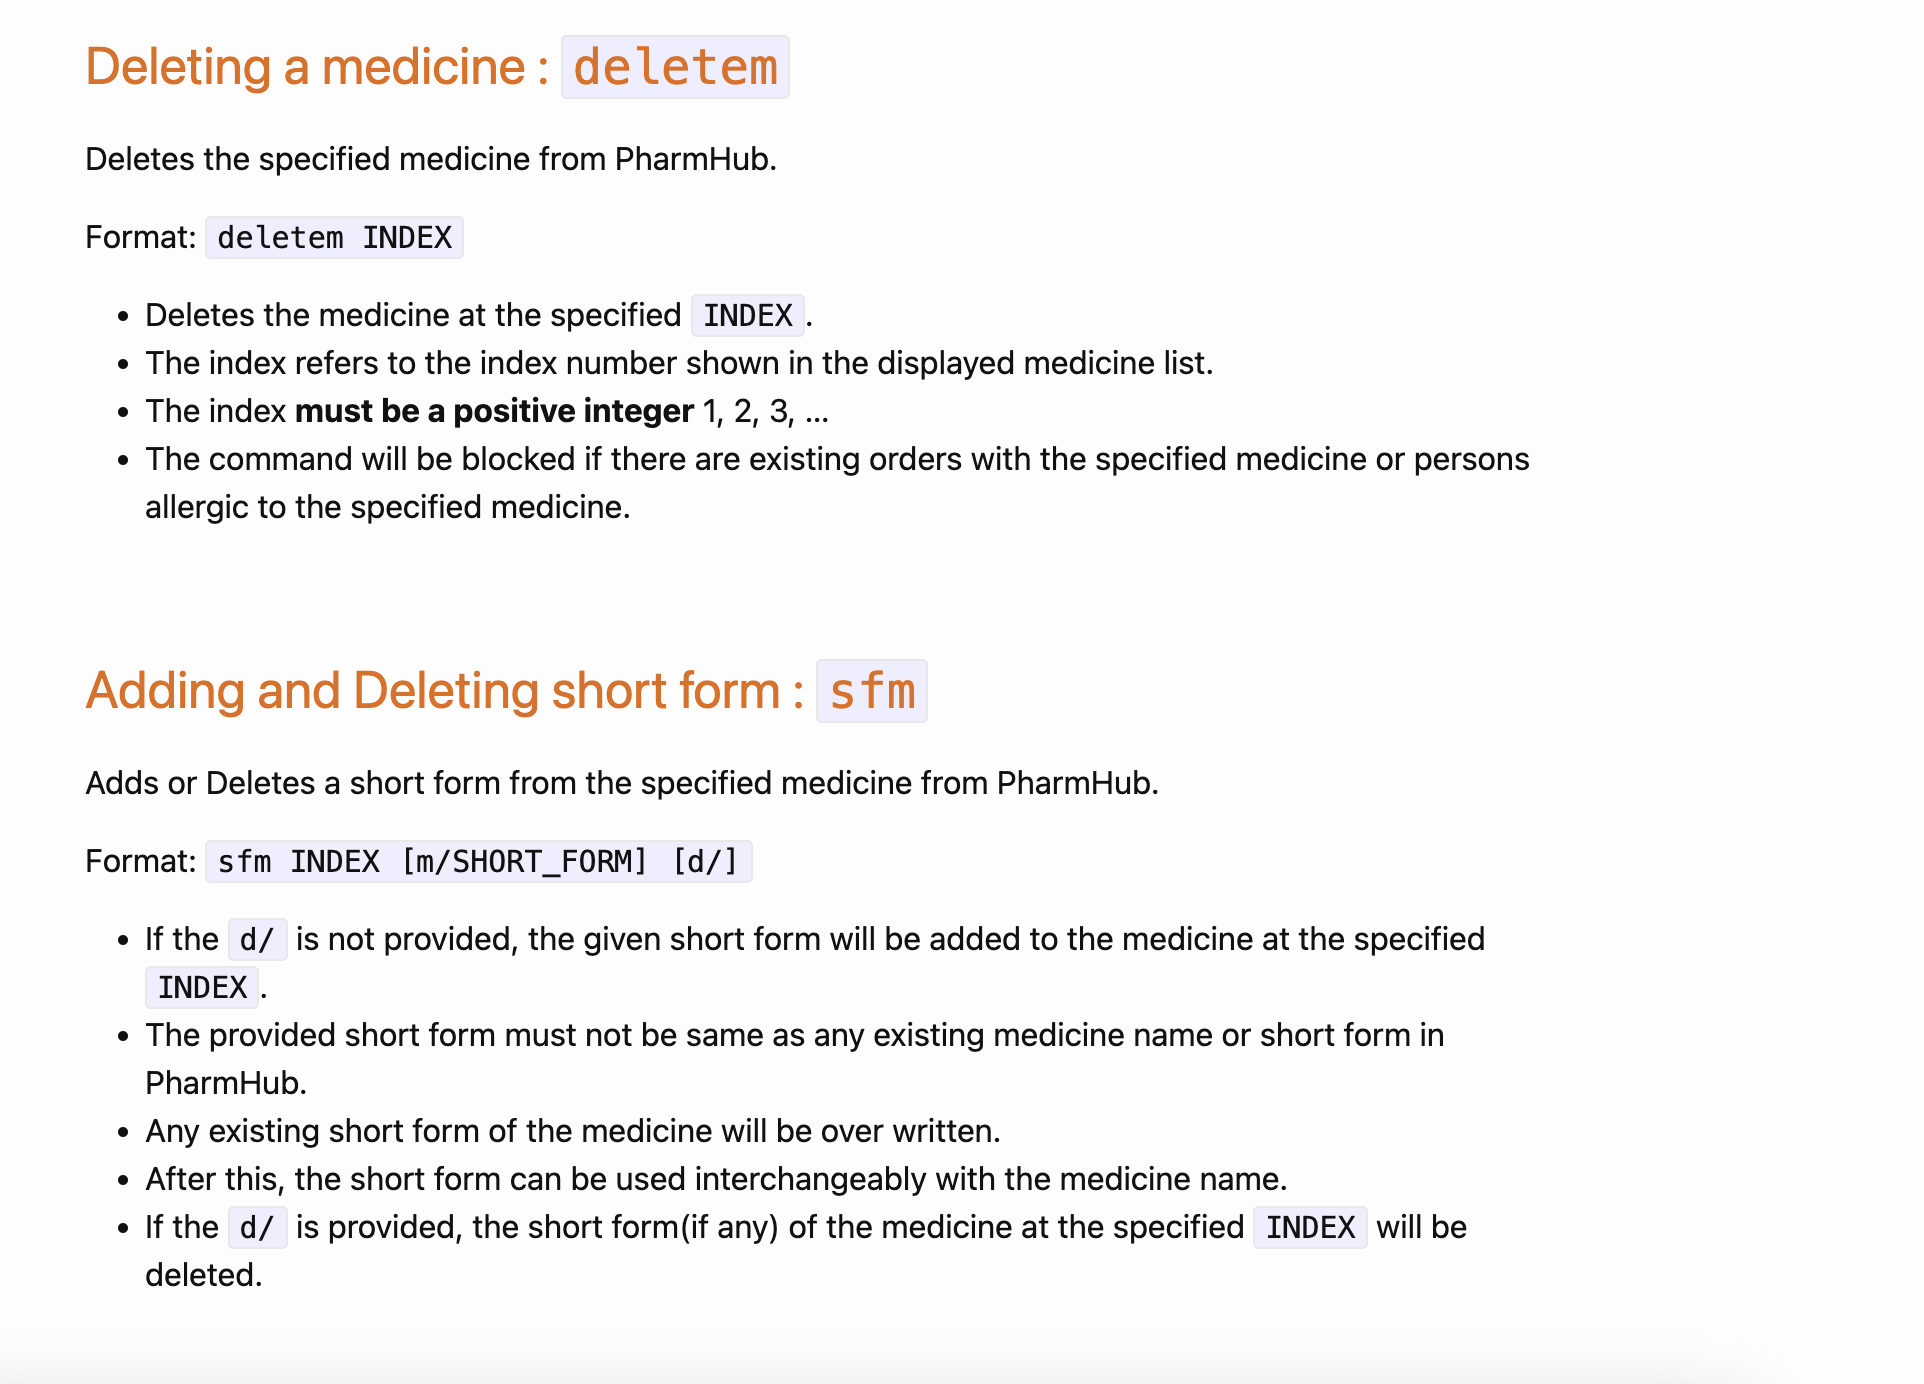 Deleting a medicine : deletem
Deletes the specified medicine from PharmHub.
Format: deletem INDEX
• Deletes the medicine at the specified INDEX.
• The index refers to the index number shown in the displayed medicine list.
• The index must be a positive integer 1, 2, 3, …
• The command will be blocked if there are existing orders with the specified medicine or persons
allergic to the specified medicine.
Adding and Deleting short form : sfm
Adds or Deletes a short form from the specified medicine from PharmHub.
Format: sfm INDEX [m/SHORT_FORM] [d/]
• If the d/ is not provided, the given short form will be added to the medicine at the specified
INDEX.
• The provided short form must not be same as any existing medicine name or short form in
PharmHub.
• Any existing short form of the medicine will be over written.
• After this, the short form can be used interchangeably with the medicine name.
• If the d/ is provided, the short form(if any) of the medicine at the specified INDEX will be
deleted.